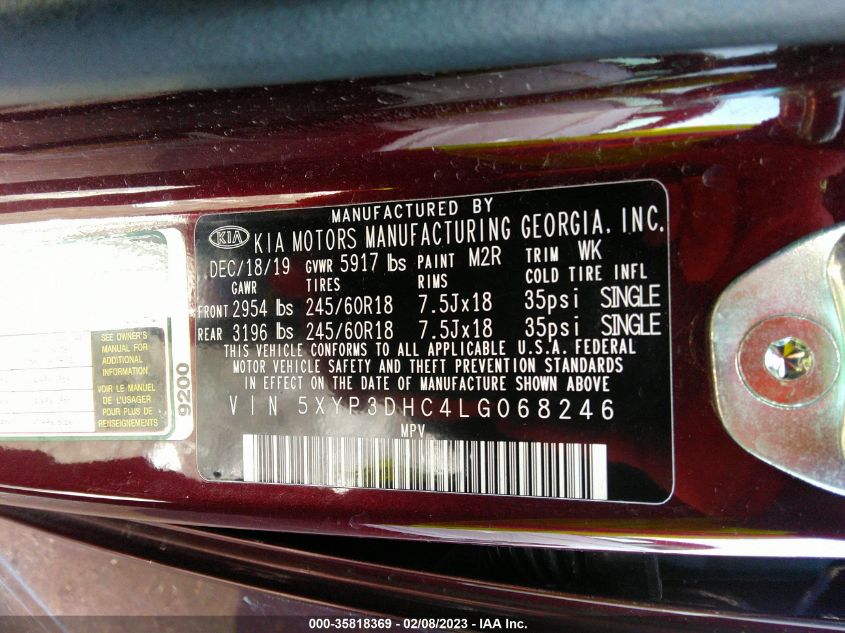 MANUFACTURED BY
KIA KIA MOTORS MANUFACTURING GEORGIA. INC.
DEC/18/19 GVWR 5917 lbs PAINT M2R TRIM WK
GAWR TIRES RIMS COLD TIRE INFL
FRONT 2954 lbs 245/60R18 7.5Jx18 35psi SINGLE
REAR 3196 lbs 245/60R18 7.5Jx18 35psi SINGLE
THIS VEHICLE CONFORMS TO ALL APPLICABLE U.S.A. FEDERAL
MOTOR VEHICLE SAFETY AND THEFT PREVENTION STANDARDS
IN EFFECT ON THE DATE OF MANUFACTURE SHOWN ABOVE
VIN 5XYP3DHC4LG068246
MPV
SEE OWNER'S
MANUAL FOR
ADDITIONAL
INFORMATION
VOIR LE MANUEL
DE L'USAGER
POUR PLUS DE
RENSEIGNEMENTS
9200
000-35818369 - 02/08/2023 - IAA Inc.